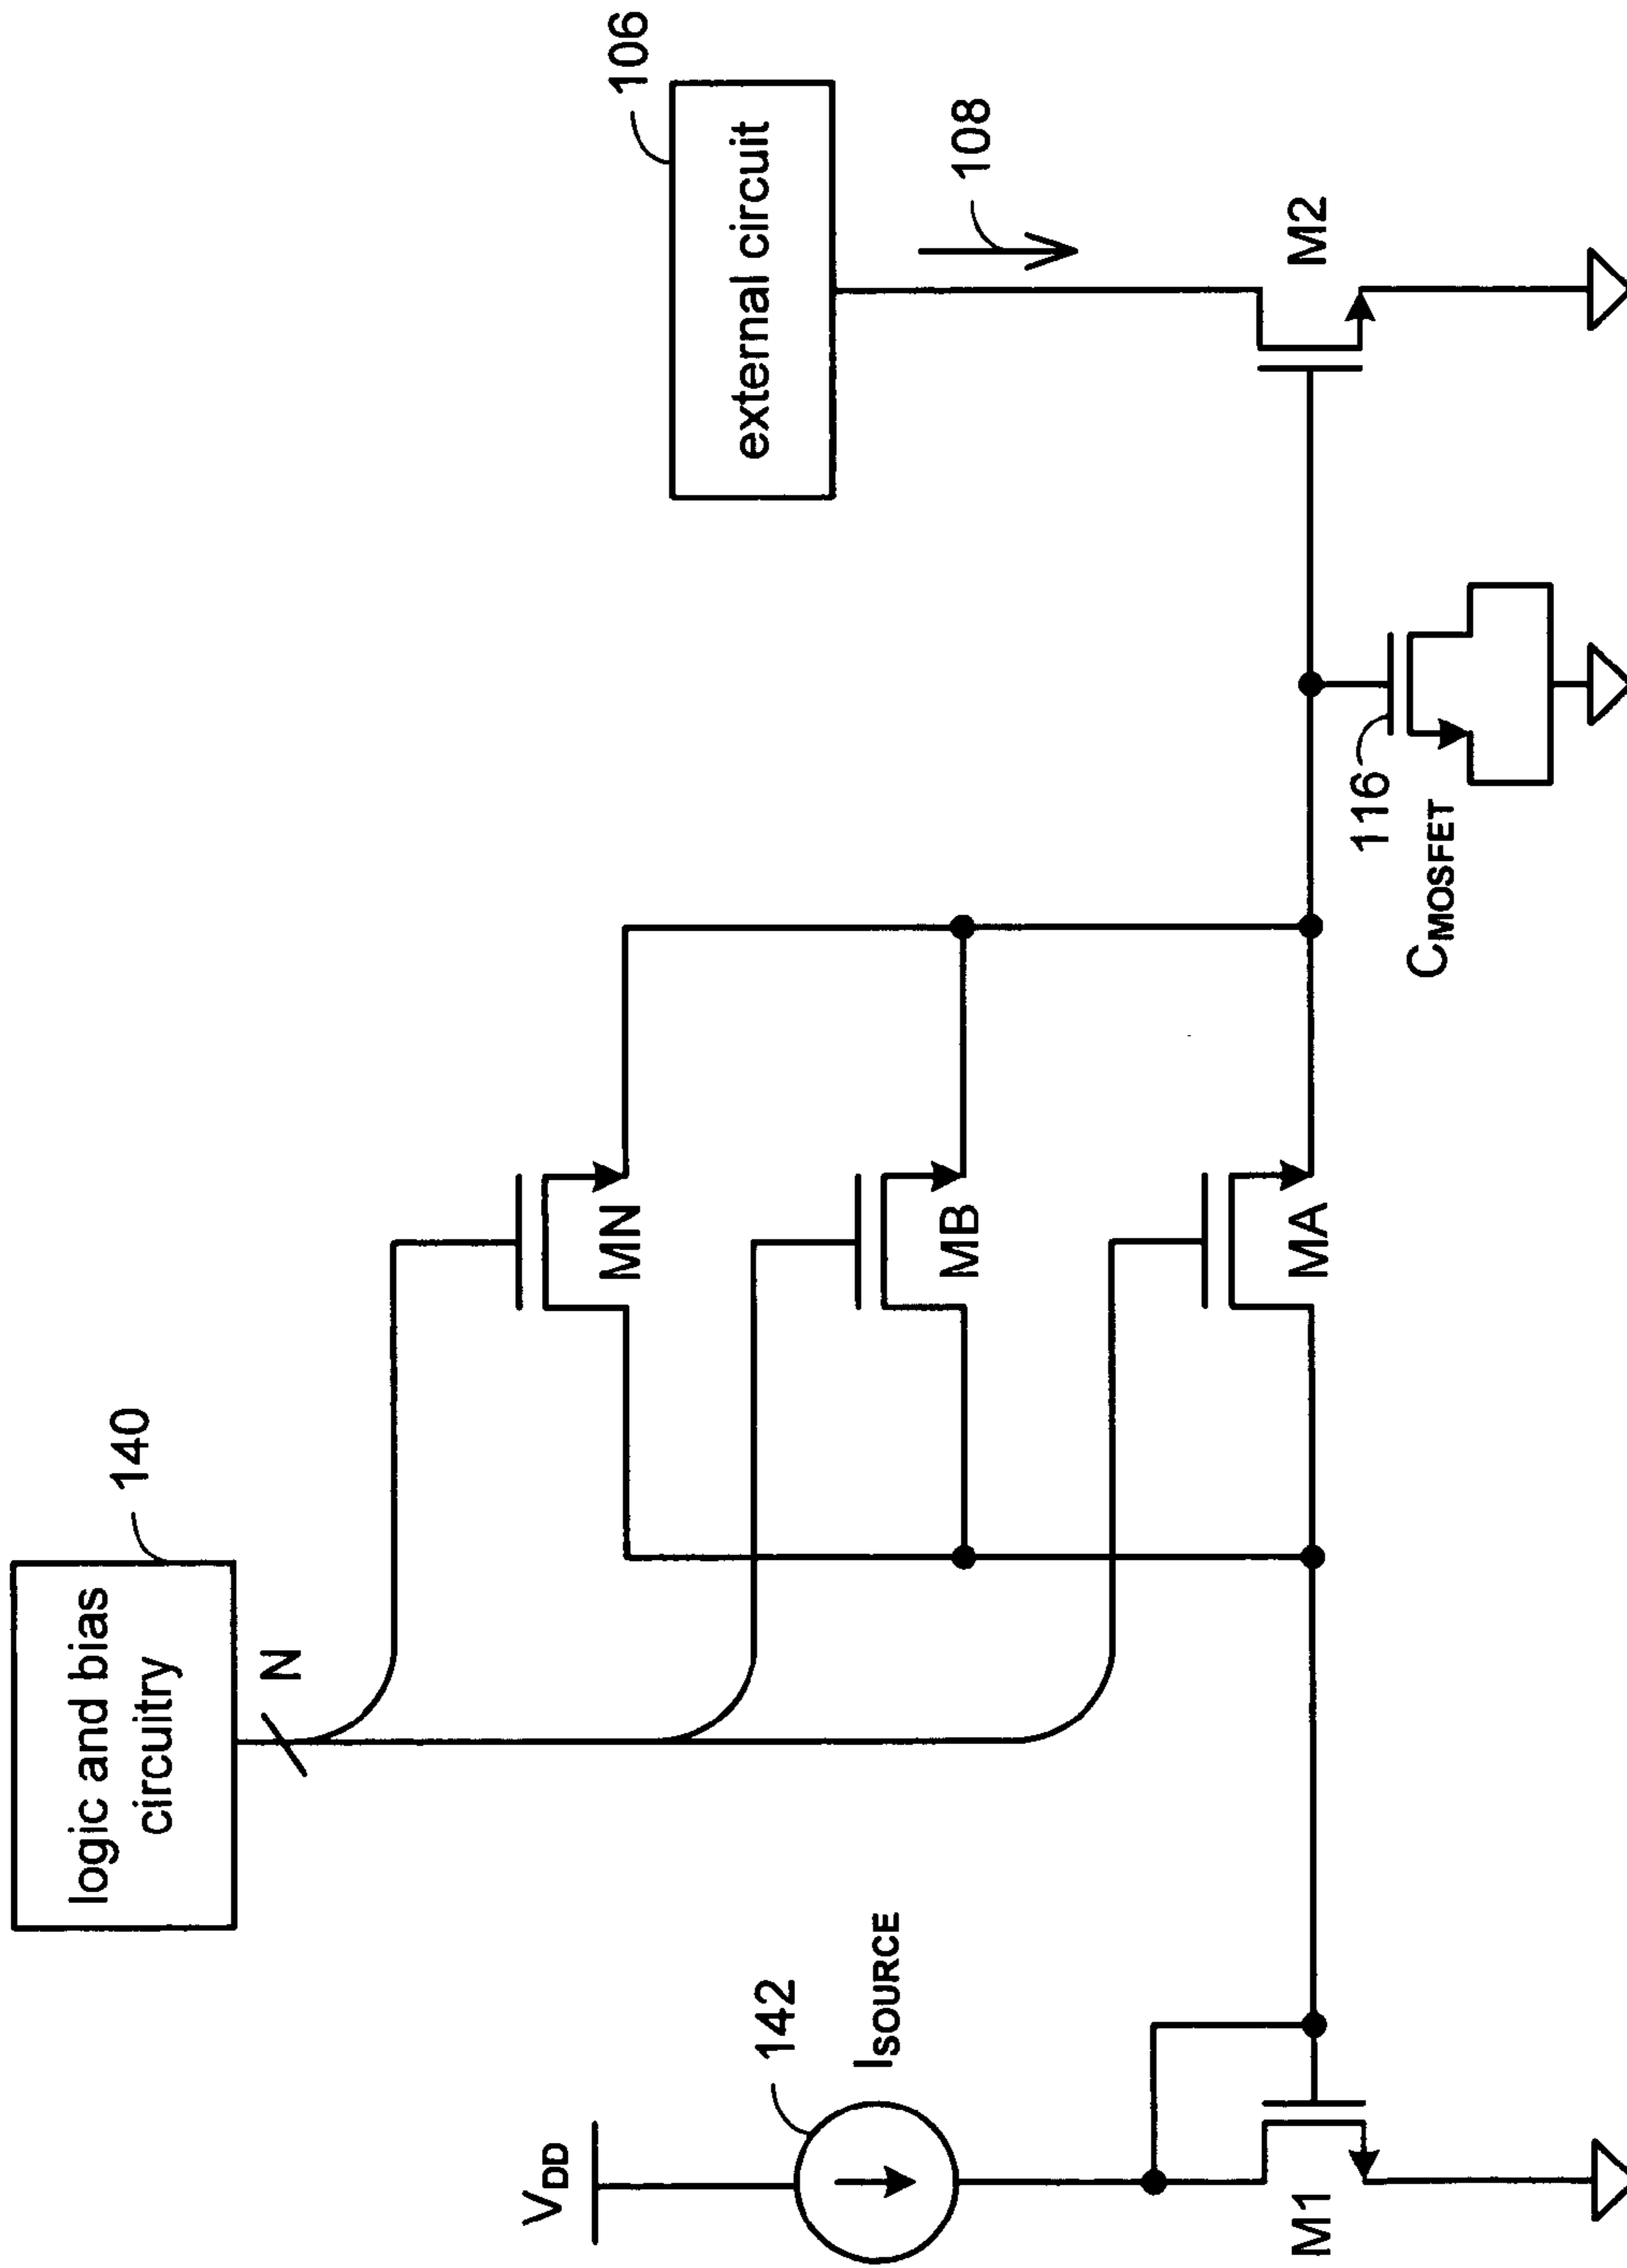 logic and bias
circuitry
140
N
external circuit
106
108
VDD
142
ISOURCE
MN
MB
MA
M1
M2
116
CMOSFET